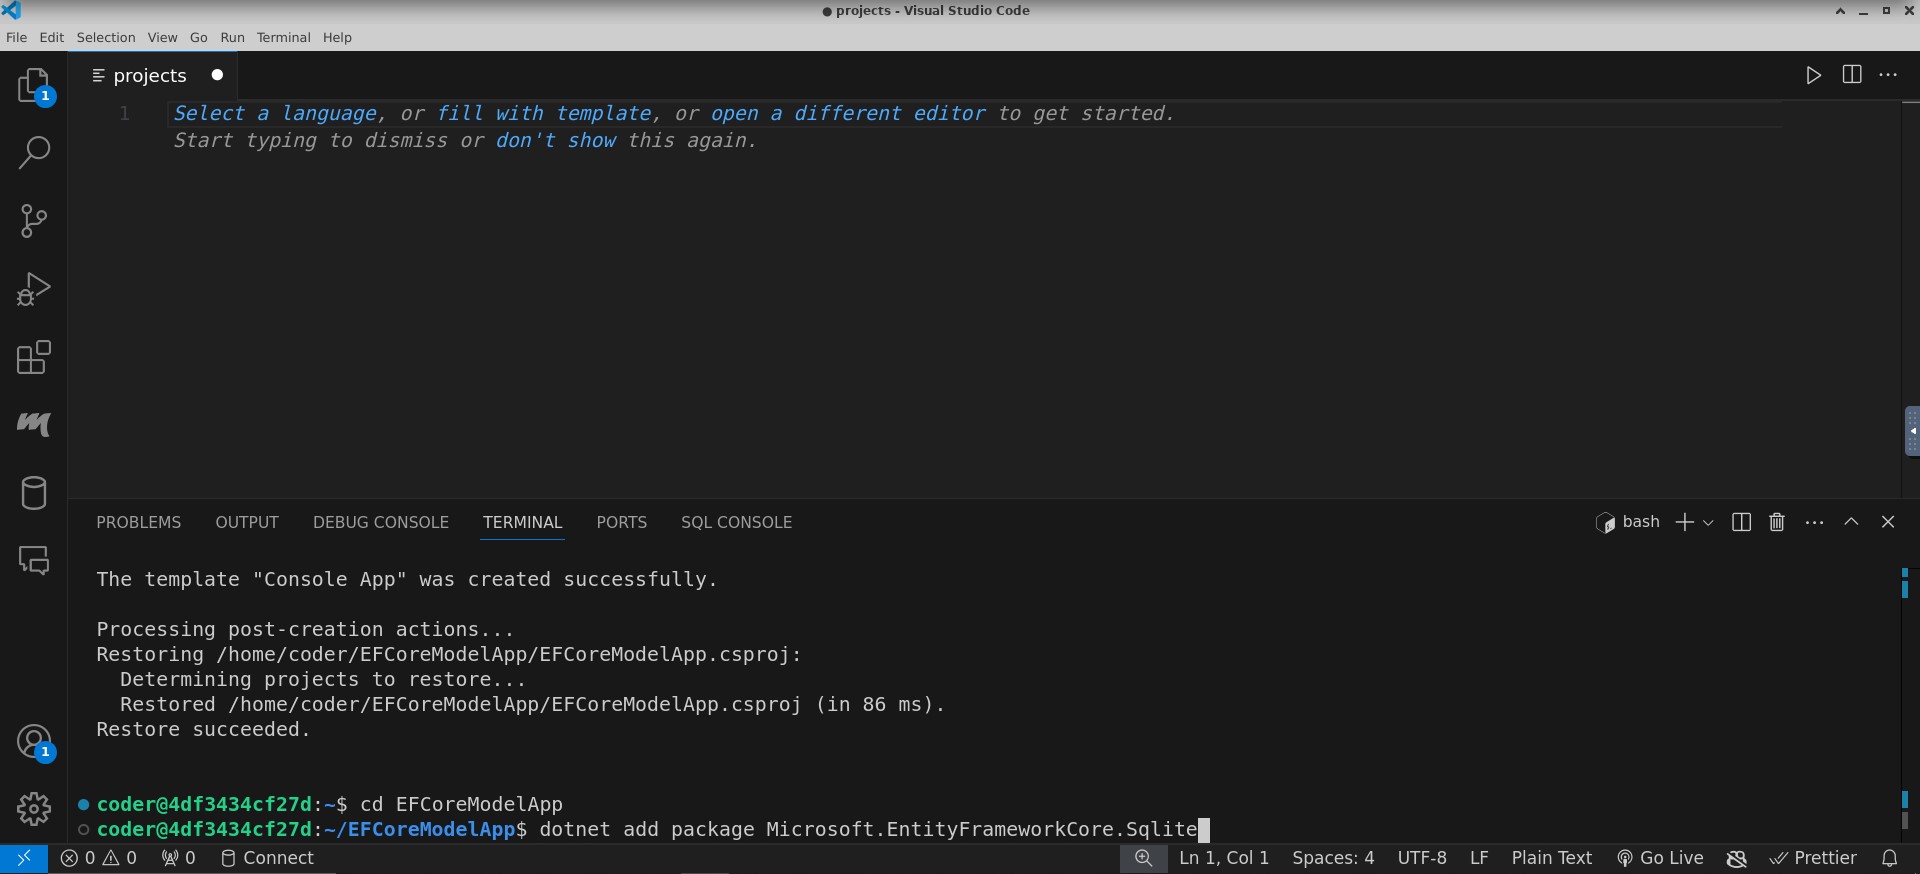 ● projects - Visual Studio Code
File Edit Selection View Go Run Terminal Help
1
projects
1 Select a language, or fill with template, or open a different editor to get started.
Start typing to dismiss or don't show this again.
PROBLEMS OUTPUT DEBUG CONSOLE TERMINAL PORTS SQL CONSOLE bash
The template "Console App" was created successfully.
Processing post-creation actions...
Restoring /home/coder/EFCoreModelApp/EFCoreModelApp.csproj:
Determining projects to restore...
Restored /home/coder/EFCoreModelApp/EFCoreModelApp.csproj (in 86 ms).
Restore succeeded.
1
coder@4df3434cf27d:~$ cd EFCoreModelApp
coder@4df3434cf27d:~/EFCoreModelApp$ dotnet add package Microsoft.EntityFrameworkCore.Sqlite
0 0 0 Connect Ln 1, Col 1 Spaces: 4 UTF-8 LF Plain Text Go Live Prettier